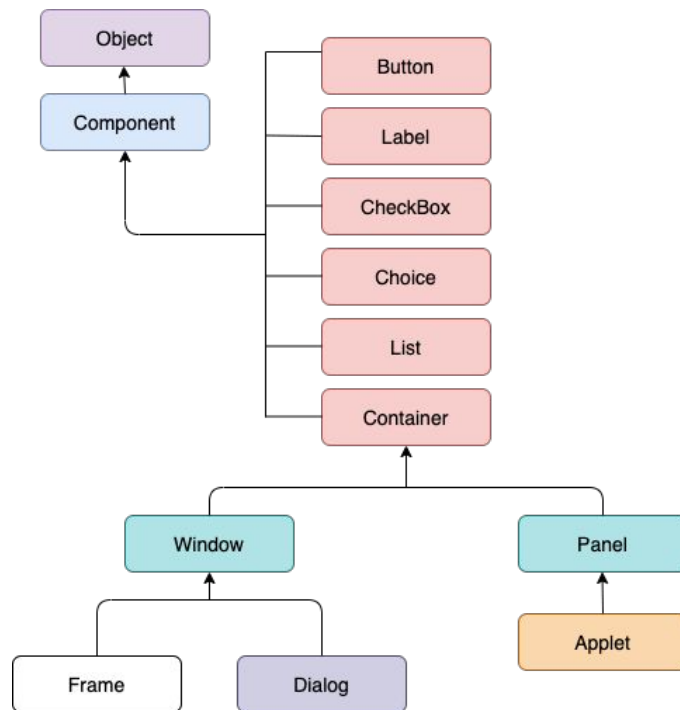 Object
Component
Button
Label
CheckBox
Choice
List
Container
Window
Panel
Frame
Dialog
Applet